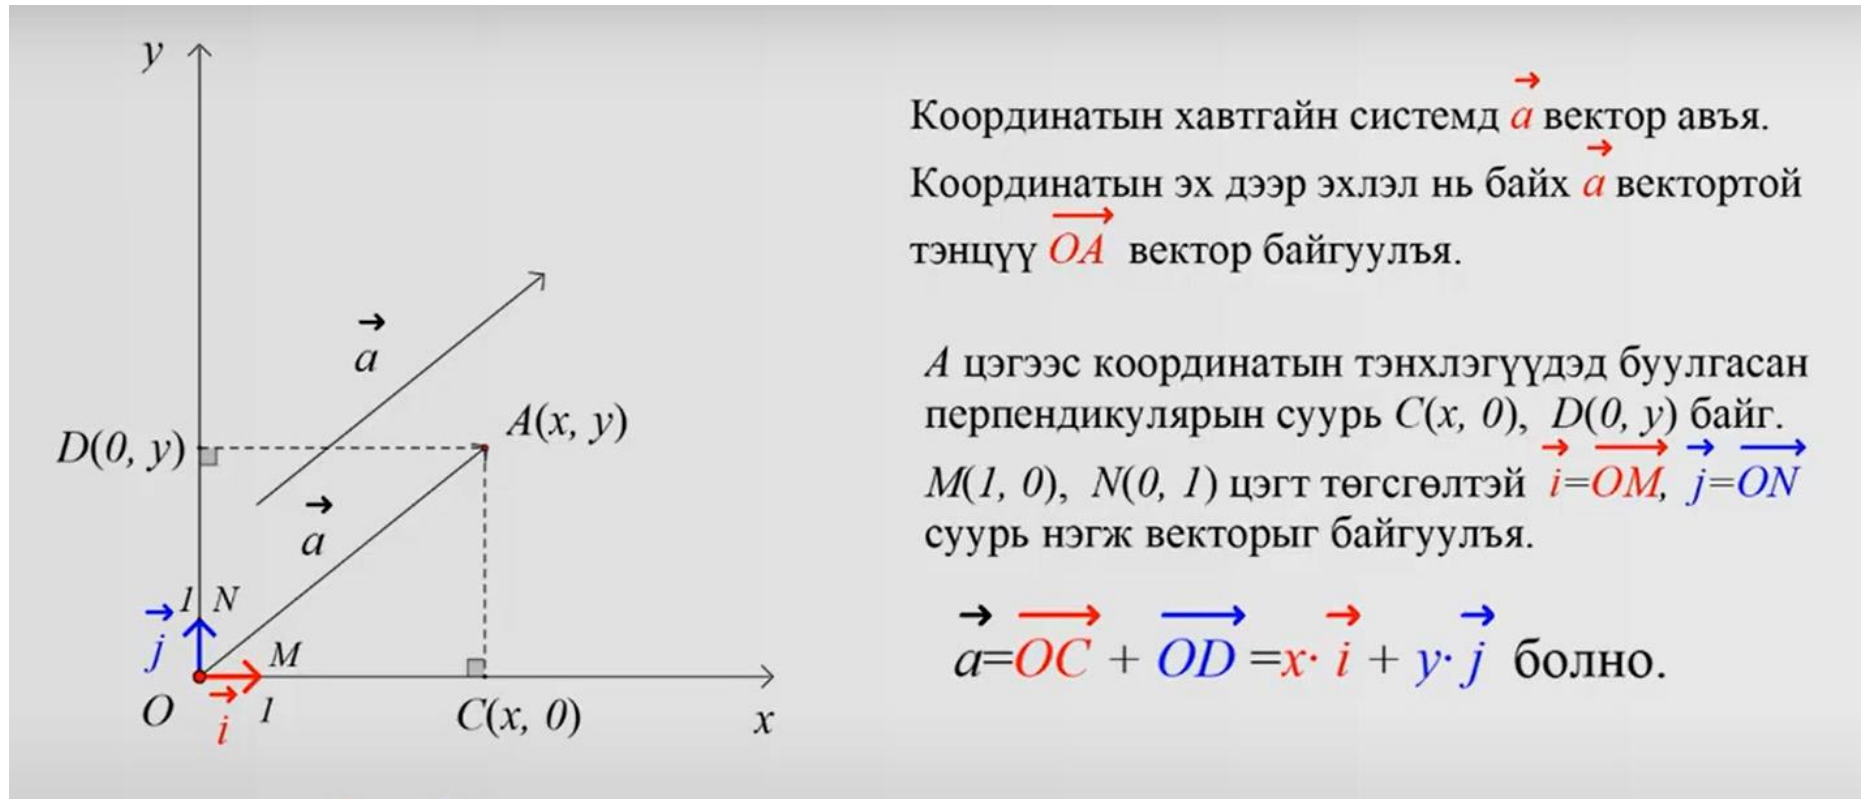 y
a
D(0, y)
A(x, y)
a
1 N
j
M
O
i
1
C(x, 0)
x
Координатын хавтгайн системд a вектор авъя.
Координатын эх дээр эхлэл нь байх a вектортой
тэнцүү OA вектор байгуулъя.
A цэгээс координатын тэнхлэгүүдэд буулгасан
перпендикулярын суурь C(x, 0), D(0, y) байг.
M(1, 0), N(0, 1) цэгт төгсгөлтэй i=OM, j=ON
суурь нэгж векторыг байгуулъя.
a=OC + OD=x· i + y· j болно.